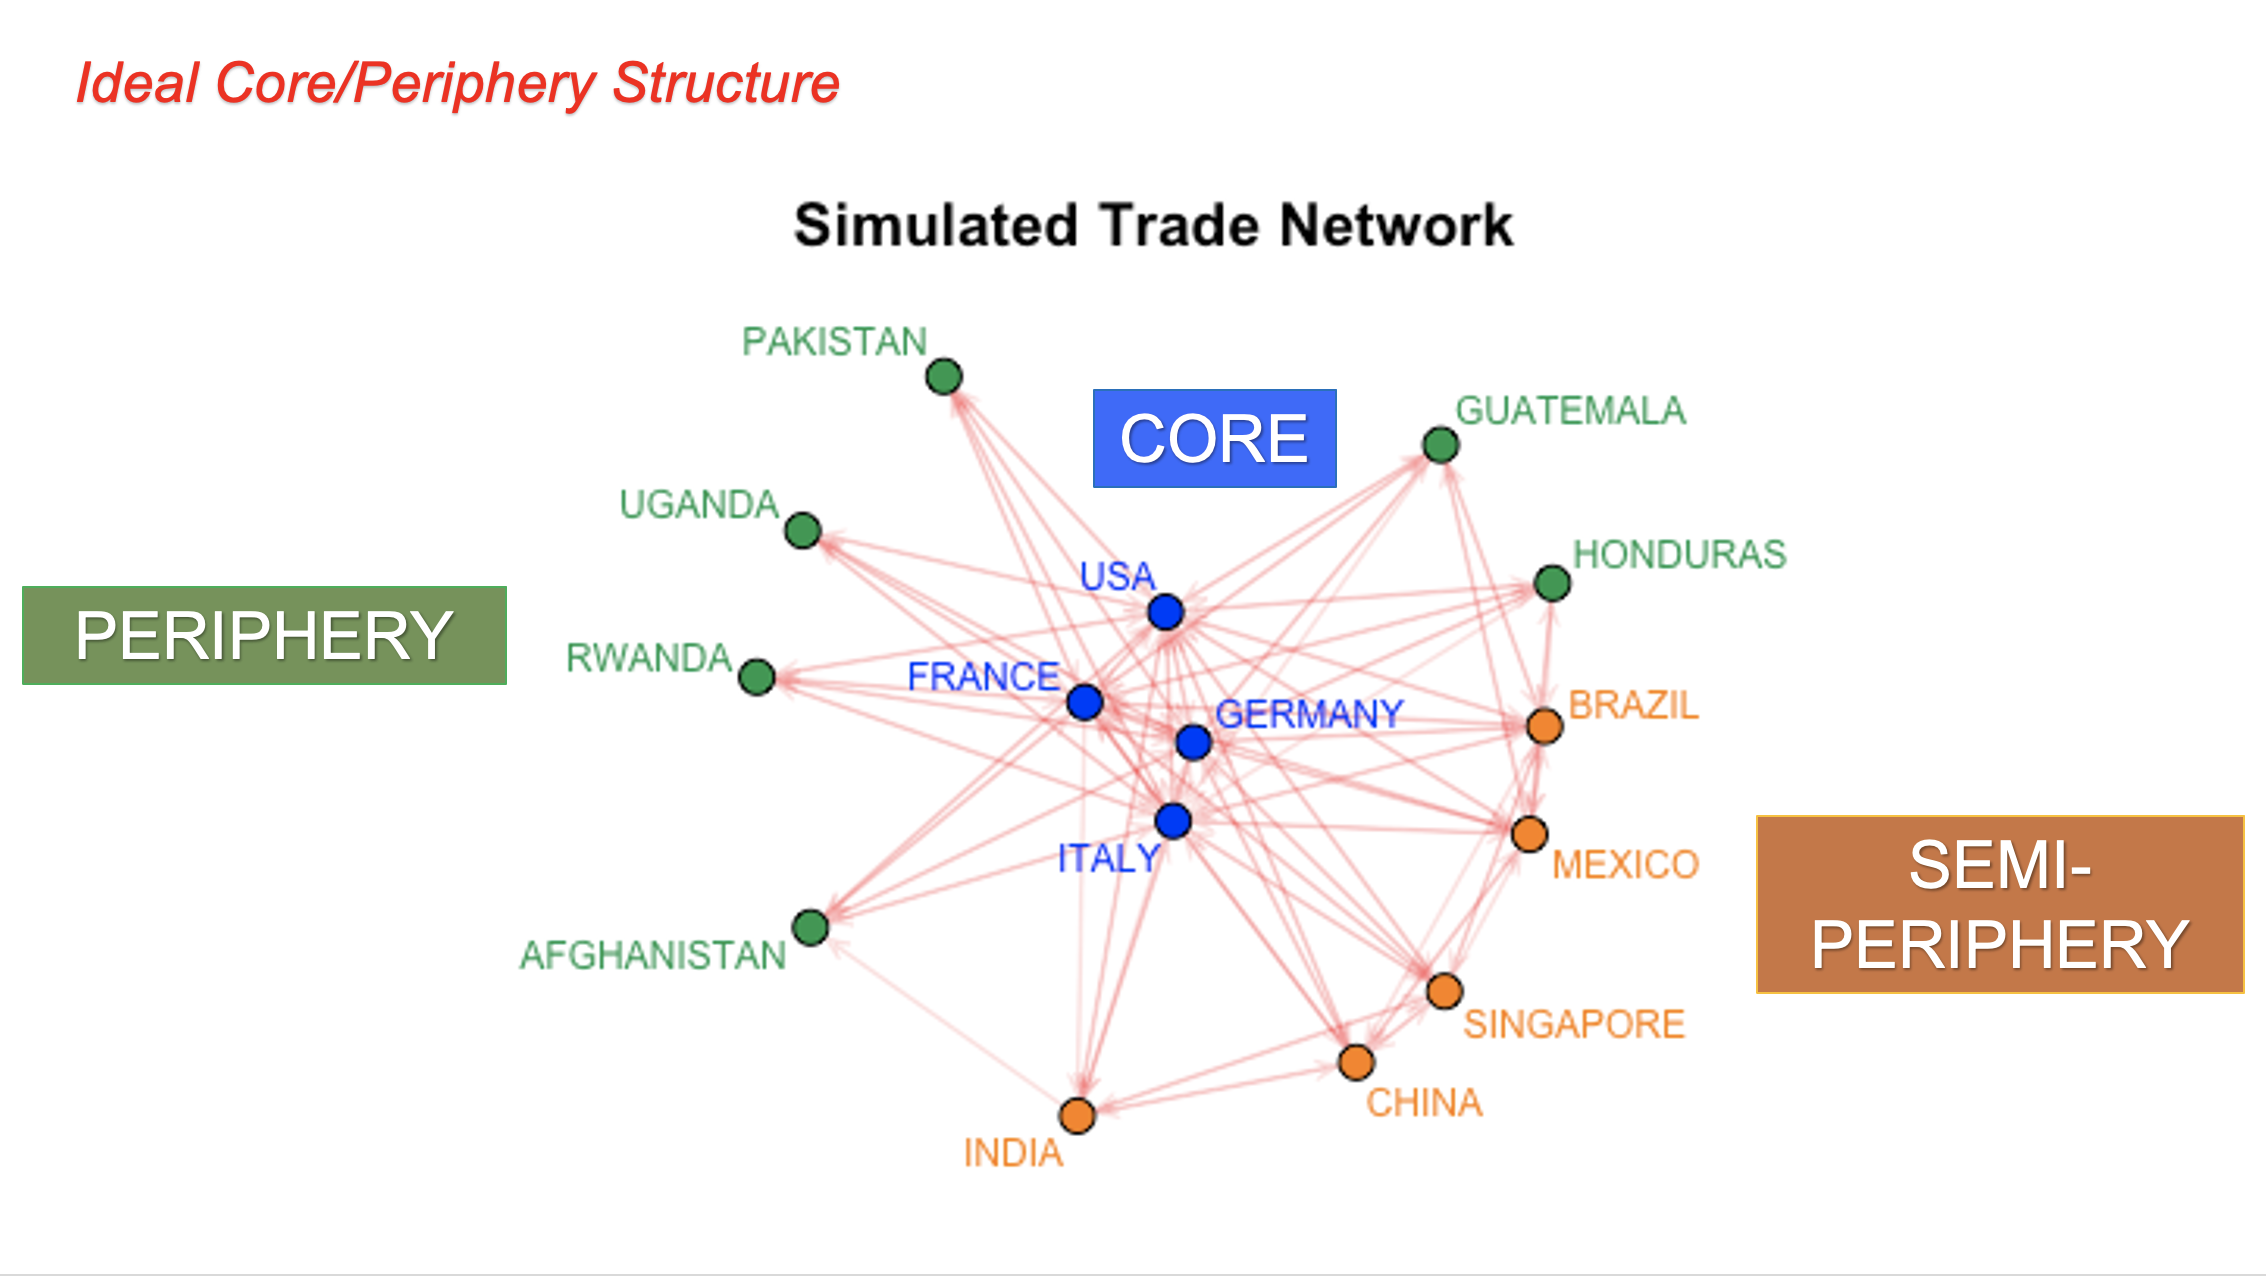 Ideal Core/Periphery Structure
Simulated Trade Network
PAKISTAN
CORE
GUATEMALA
UGANDA
HONDURAS
USA
PERIPHERY
RWANDA
FRANCE
GERMANY
BRAZIL
ITALY
MEXICO
SEMI-
PERIPHERY
AFGHANISTAN
SINGAPORE
CHINA
INDIA